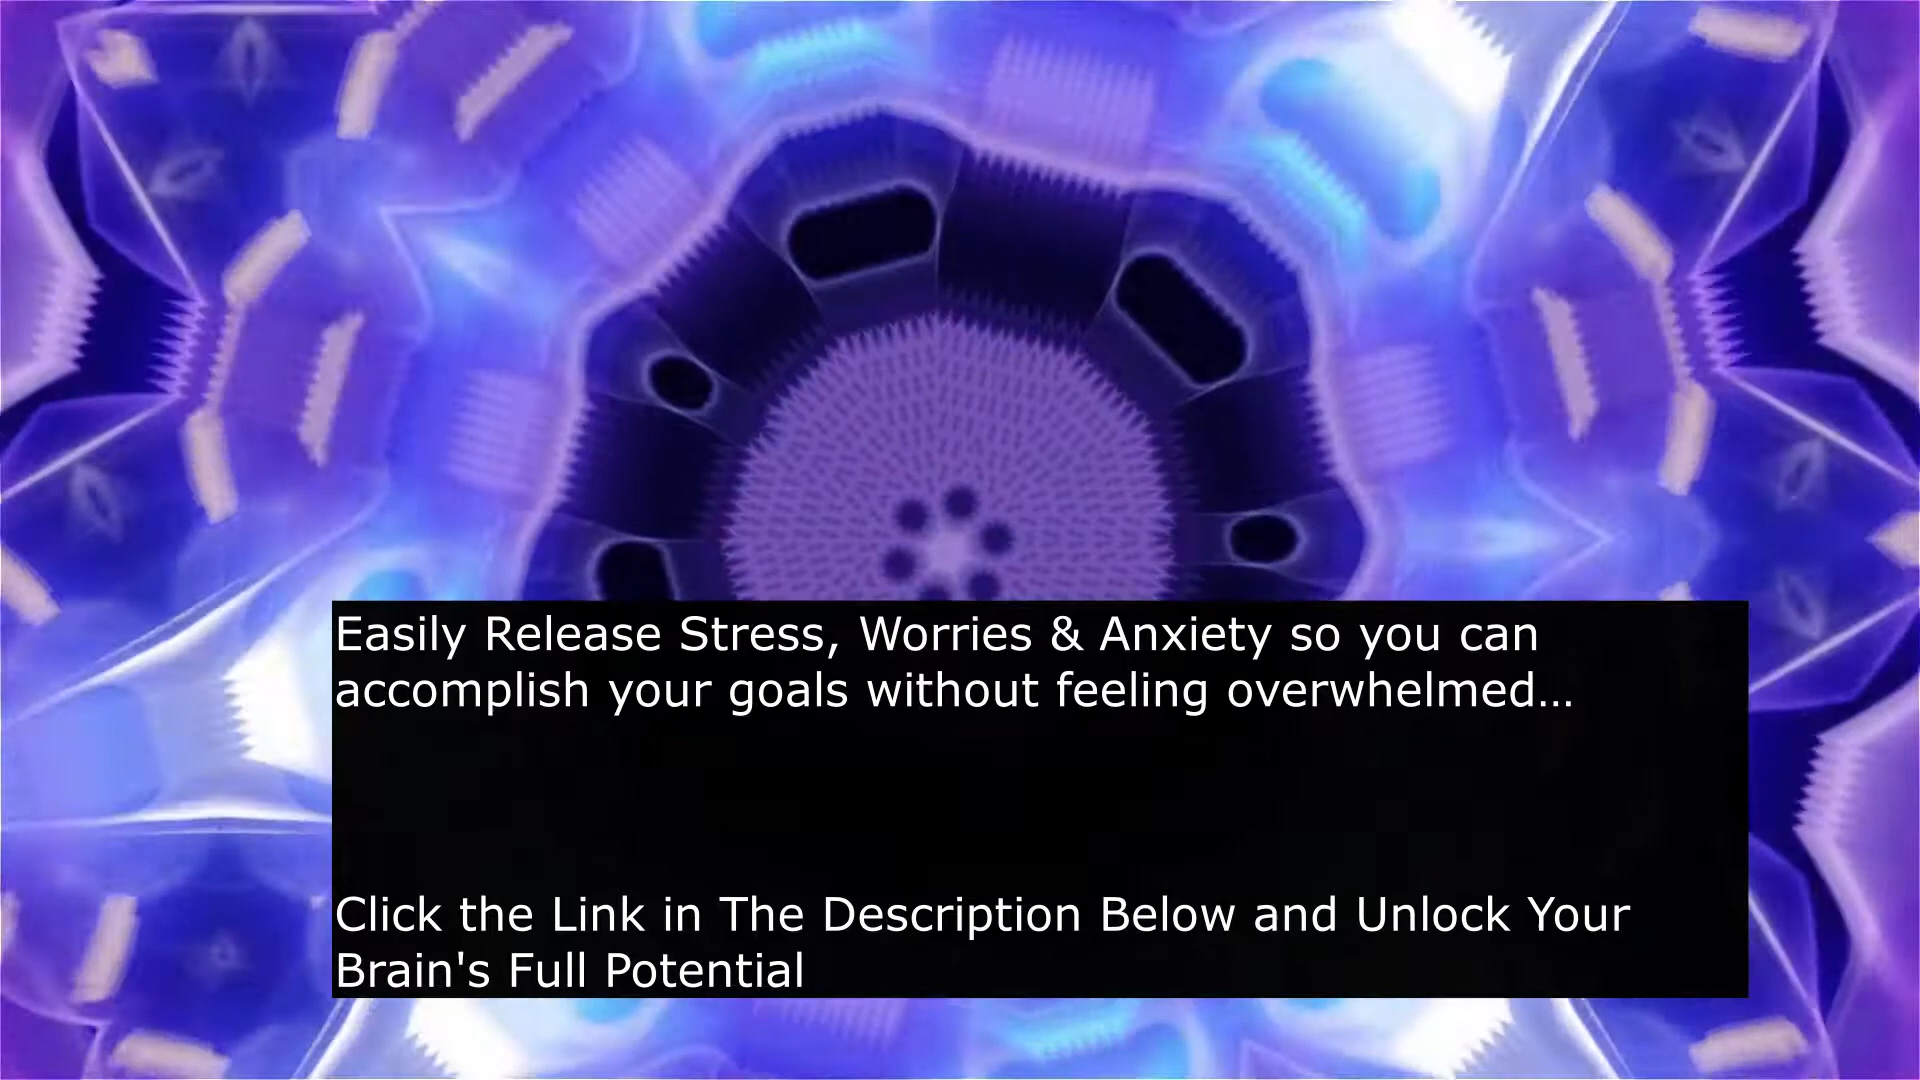 Easily Release Stress, Worries & Anxiety so you can
accomplish your goals without feeling overwhelmed...
Click the Link in The Description Below and Unlock Your
Brain's Full Potential